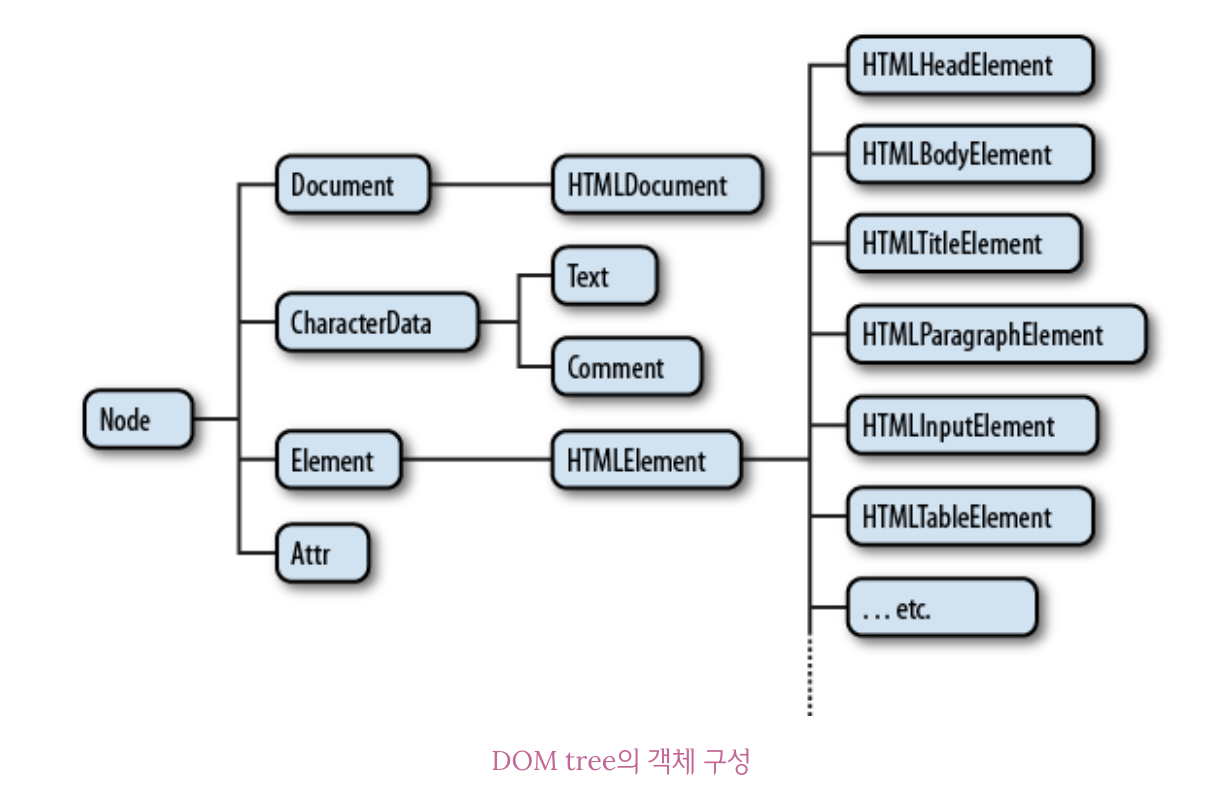 HTMLHeadElement
HTMLBodyElement
Document
HTMLDocument
HTMLTitleElement
Text
CharacterData
HTMLParagraphElement
Comment
Node
HTMLInputElement
Element
HTMLElement
HTMLTableElement
Attr
. . . etc.
DOM tree의 객체 구성